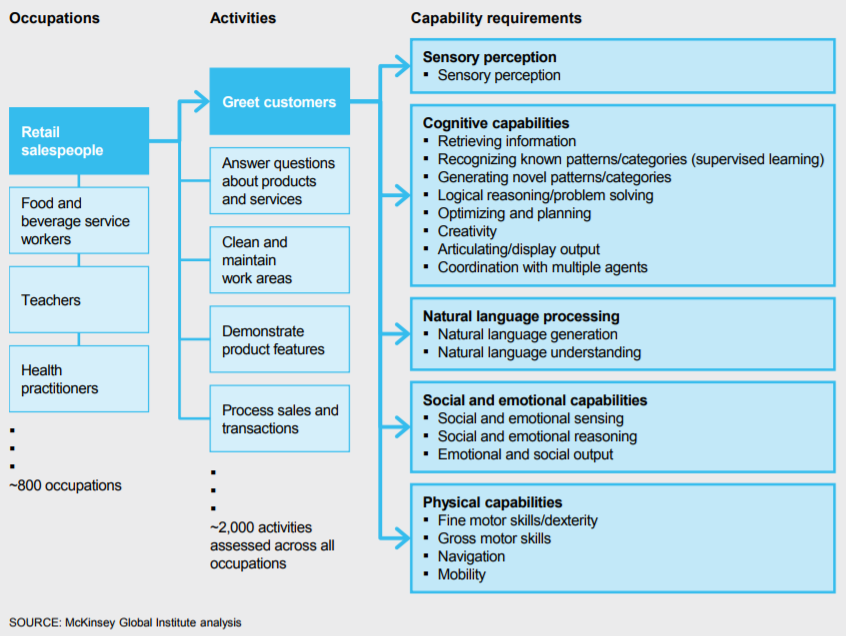 Occupations
Activities
Capability requirements
Retail
salespeople
Food and
beverage service
workers
Teachers
Health
practitioners
▪
▪
▪
~800 occupations
Greet customers
Answer questions
about products
and services
Clean and
maintain
work areas
Demonstrate
product features
Process sales and
transactions
▪
▪
▪
~2,000 activities
assessed across all
occupations
Sensory perception
▪ Sensory perception
Cognitive capabilities
▪ Retrieving information
▪ Recognizing known patterns/categories (supervised learning)
▪ Generating novel patterns/categories
▪ Logical reasoning/problem solving
▪ Optimizing and planning
▪ Creativity
▪ Articulating/display output
▪ Coordination with multiple agents
Natural language processing
▪ Natural language generation
▪ Natural language understanding
Social and emotional capabilities
▪ Social and emotional sensing
▪ Social and emotional reasoning
▪ Emotional and social output
Physical capabilities
▪ Fine motor skills/dexterity
▪ Gross motor skills
▪ Navigation
▪ Mobility
SOURCE: McKinsey Global Institute analysis